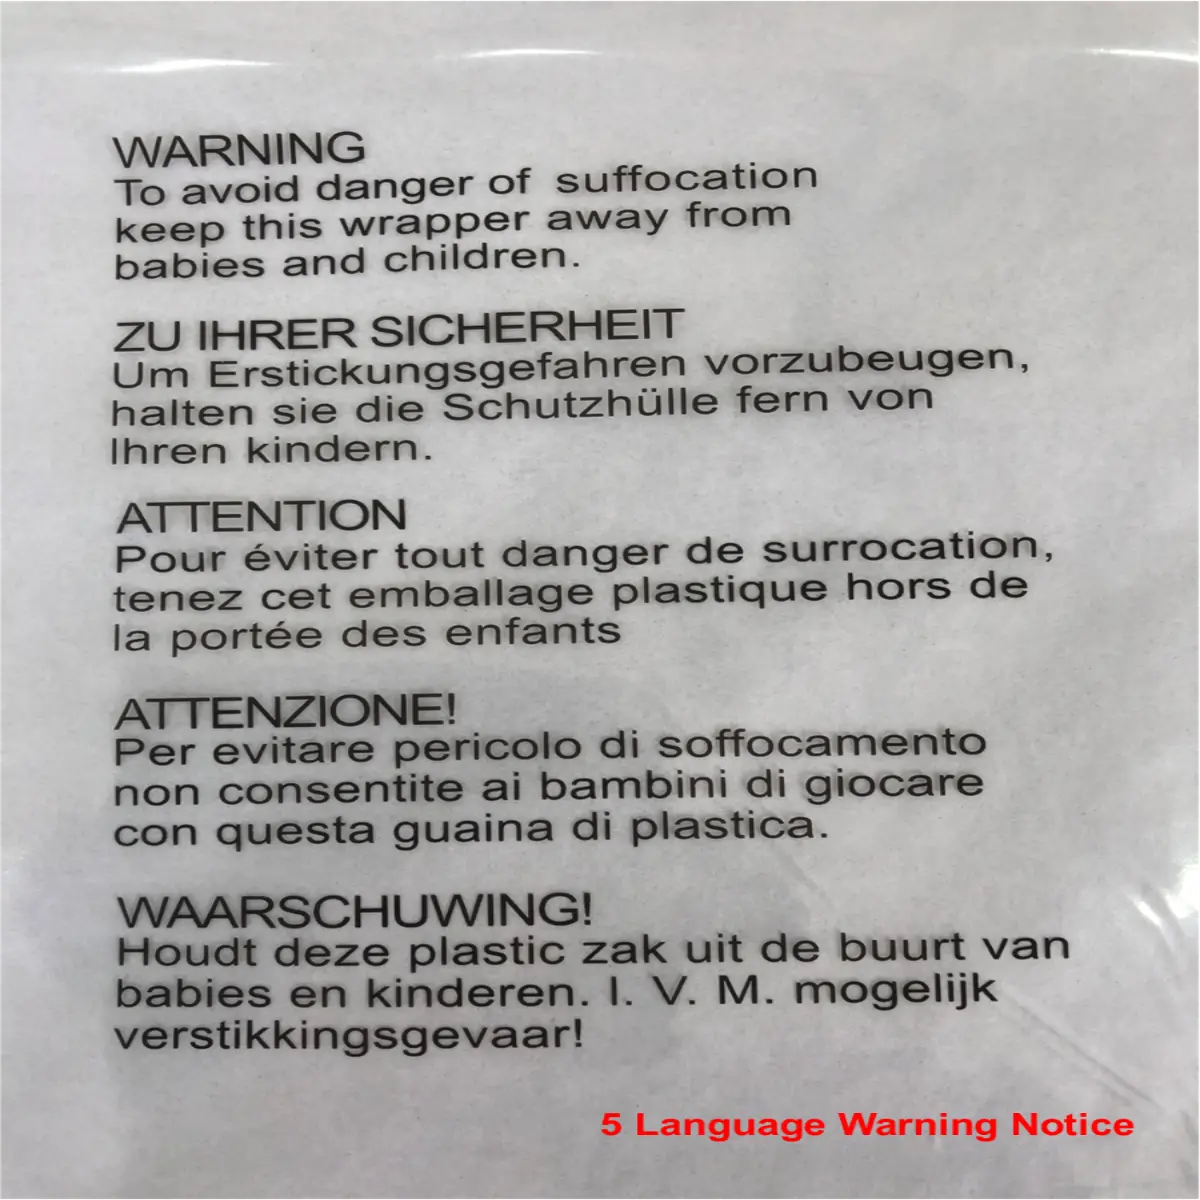 WARNING
To avoid danger of suffocation
keep this wrapper away from
babies and children.
ZU IHRER SICHERHEIT
Um Erstickungsgefahren vorzubeugen,
halten sie die Schutzhülle fern von
Ihren kindern.
ATTENTION
Pour éviter tout danger de surrocation,
tenez cet emballage plastique hors de
la portée des enfants
ATTENZIONE!
Per evitare pericolo di soffocamento
non consentite ai bambini di giocare
con questa guaina di plastica.
WAARSCHUWING!
Houdt deze plastic zak uit de buurt van
babies en kinderen. I. V. M. mogelijk
verstikkingsgevaar!
5 Language Warning Notice